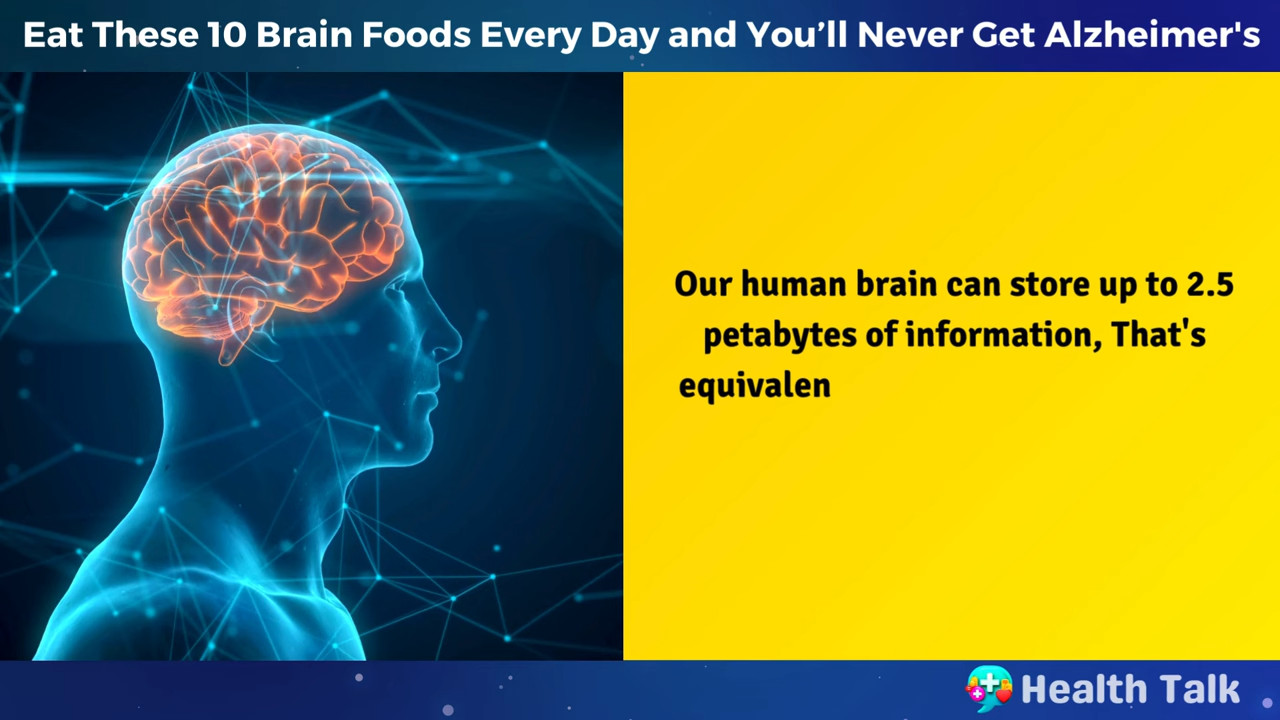 Eat These 10 Brain Foods Every Day and You’ll Never Get Alzheimer's
Our human brain can store up to 2.5
petabytes of information, That's
equivalen
Health Talk